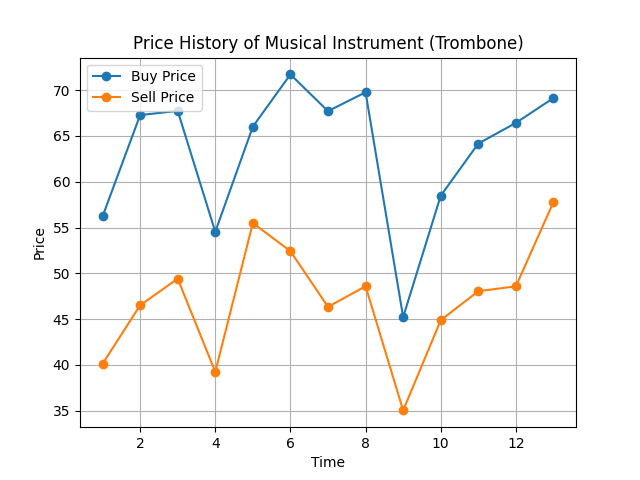 Price History of Musical Instrument (Trombone)
Buy Price
Sell Price
Price
70
65
60
55
50
45
40
35
2 4 6 8 10 12
Time